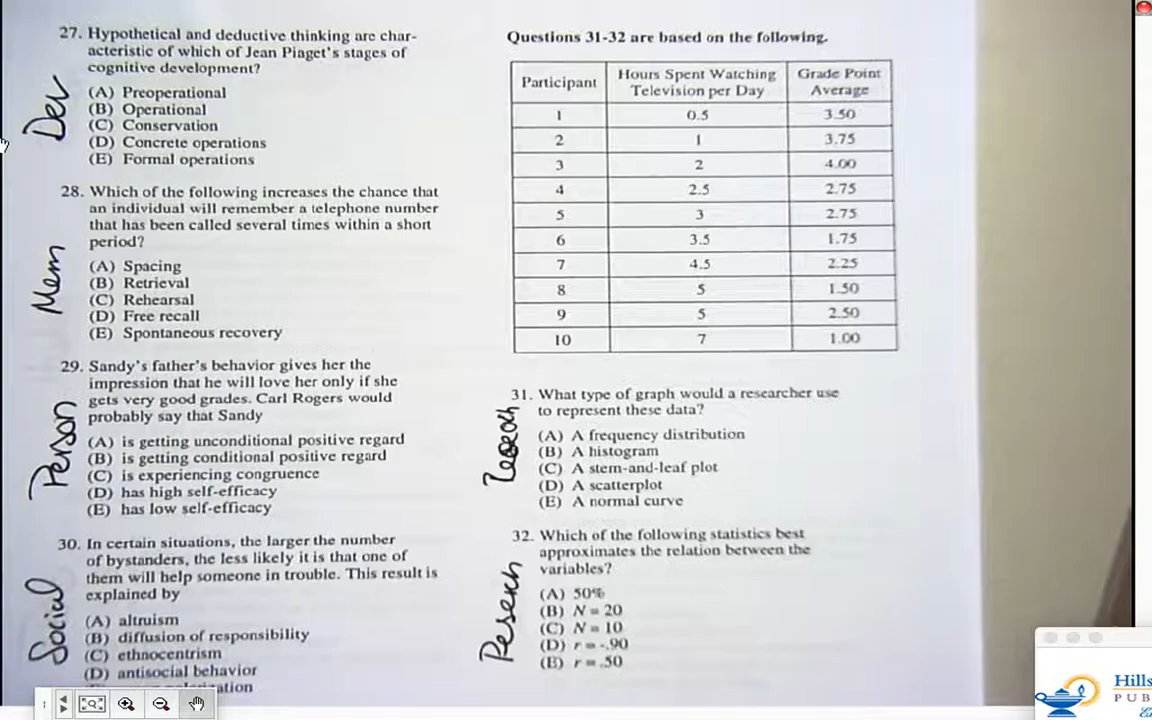 27. Hypothetical and deductive thinking are char-
acteristic of which of Jean Piaget's stages of
cognitive development?
(A) Preoperational
(B) Operational
(C) Conservation
(D) Concrete operations
(E) Formal operations
Dev
28. Which of the following increases the chance that
an individual will remember a telephone number
that has been called several times within a short
period?
(A) Spacing
(B) Retrieval
(C) Rehearsal
(D) Free recall
(E) Spontaneous recovery
Mem
29. Sandy's father's behavior gives her the
impression that he will love her only if she
gets very good grades. Carl Rogers would
probably say that Sandy
(A) is getting unconditional positive regard
(B) is getting conditional positive regard
(C) is experiencing congruence
(D) has high self-efficacy
(E) has low self-efficacy
Person
30. In certain situations, the larger the number
of bystanders, the less likely it is that one of
them will help someone in trouble. This result is
explained by
(A) altruism
(B) diffusion of responsibility
(C) ethnocentrism
(D) antisocial behavior
Social
Questions 31-32 are based on the following.
Participant Hours Spent Watching Television per Day Grade Point Average
1 0.5 3.50
2 1 3.75
3 2 4.00
4 2.5 2.75
5 3 2.75
6 3.5 1.75
7 4.5 2.25
8 5 1.50
9 5 2.50
10 7 1.00
31. What type of graph would a researcher use
to represent these data?
(A) A frequency distribution
(B) A histogram
(C) A stem-and-leaf plot
(D) A scatterplot
(E) A normal curve
32. Which of the following statistics best
approximates the relation between the
variables?
(A) 50%
(B) N = 20
(C) N = 10
(D) r = -.90
(E) r = .50
Hills
PUB